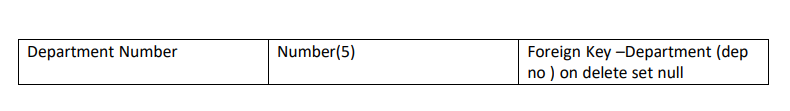 Department Number
Number(5)
Foreign Key –Department (dep
no ) on delete set null